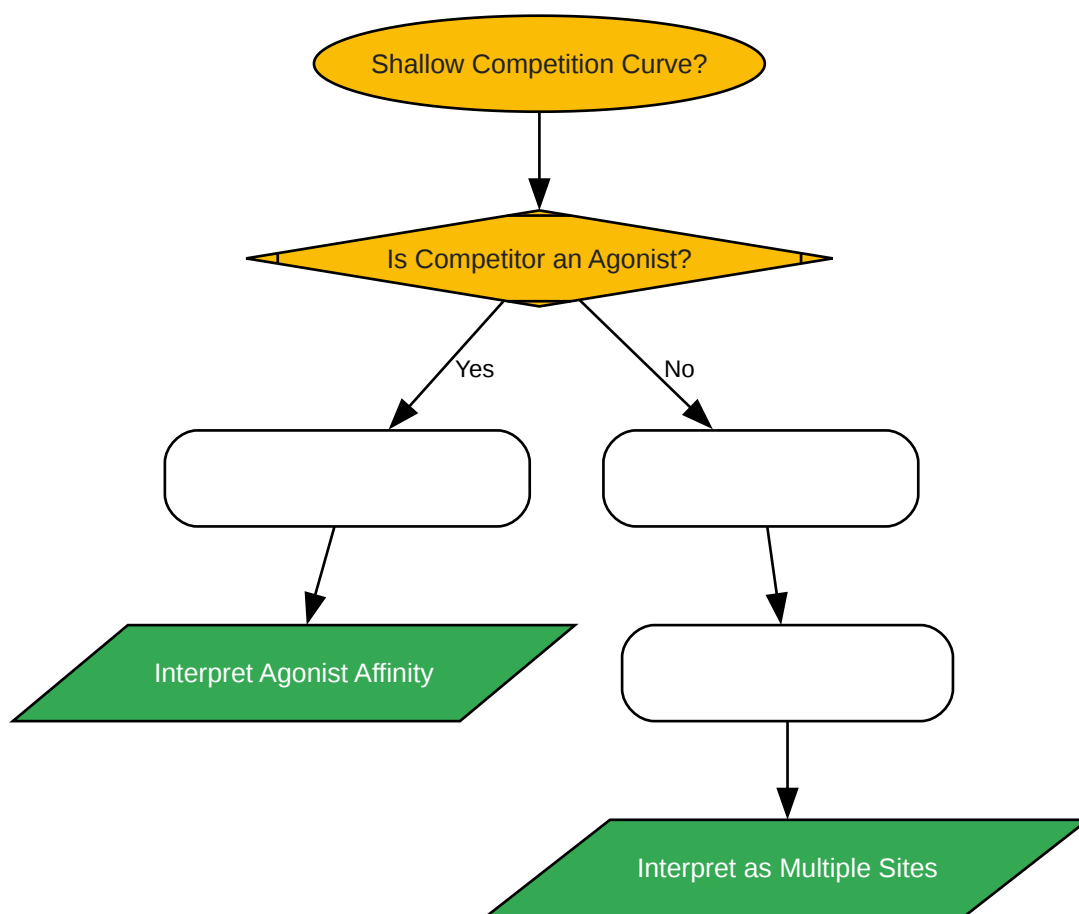 Shallow Competition Curve?
Is Competitor an Agonist?
Yes
No
Interpret Agonist Affinity
Interpret as Multiple Sites